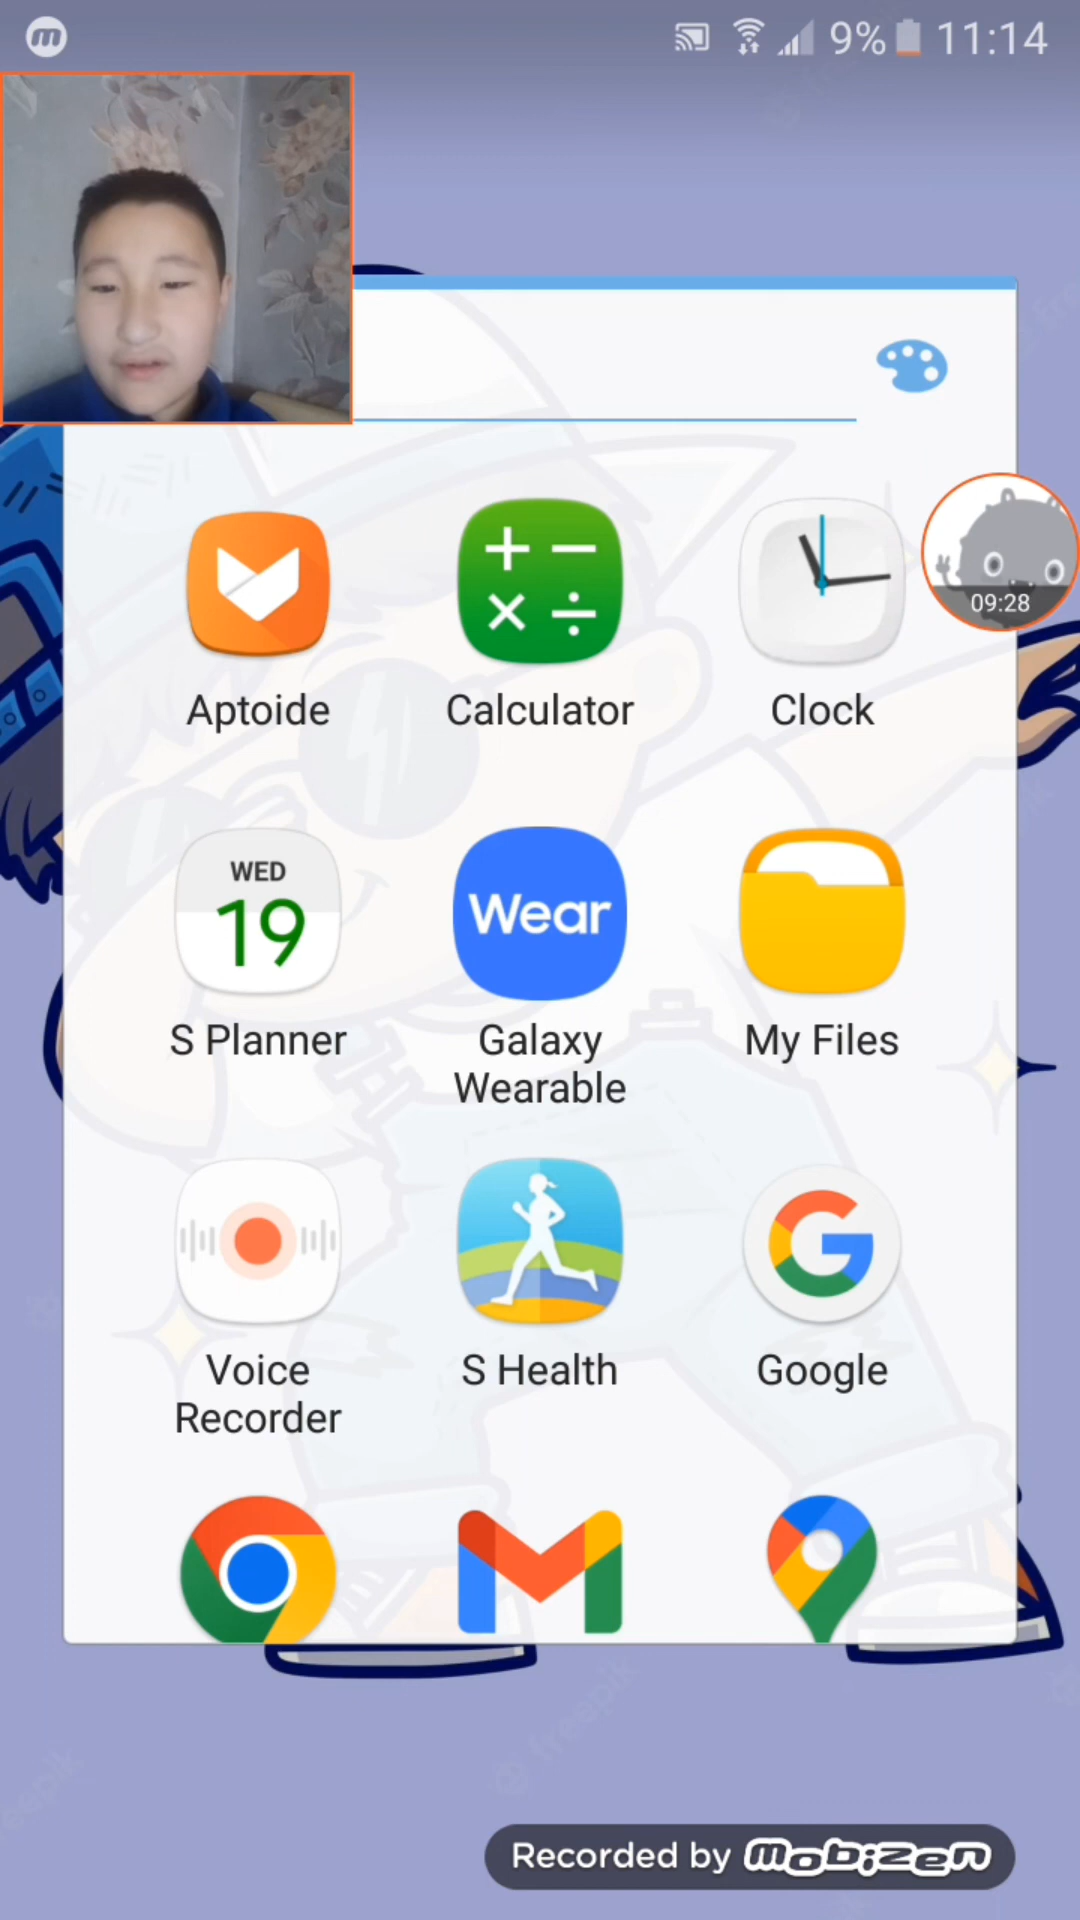 9% 11:14
09:28
Aptoide Calculator Clock
WED
19
Wear
S Planner Galaxy Wearable My Files
Voice Recorder S Health Google
Recorded by mobizen
freepik